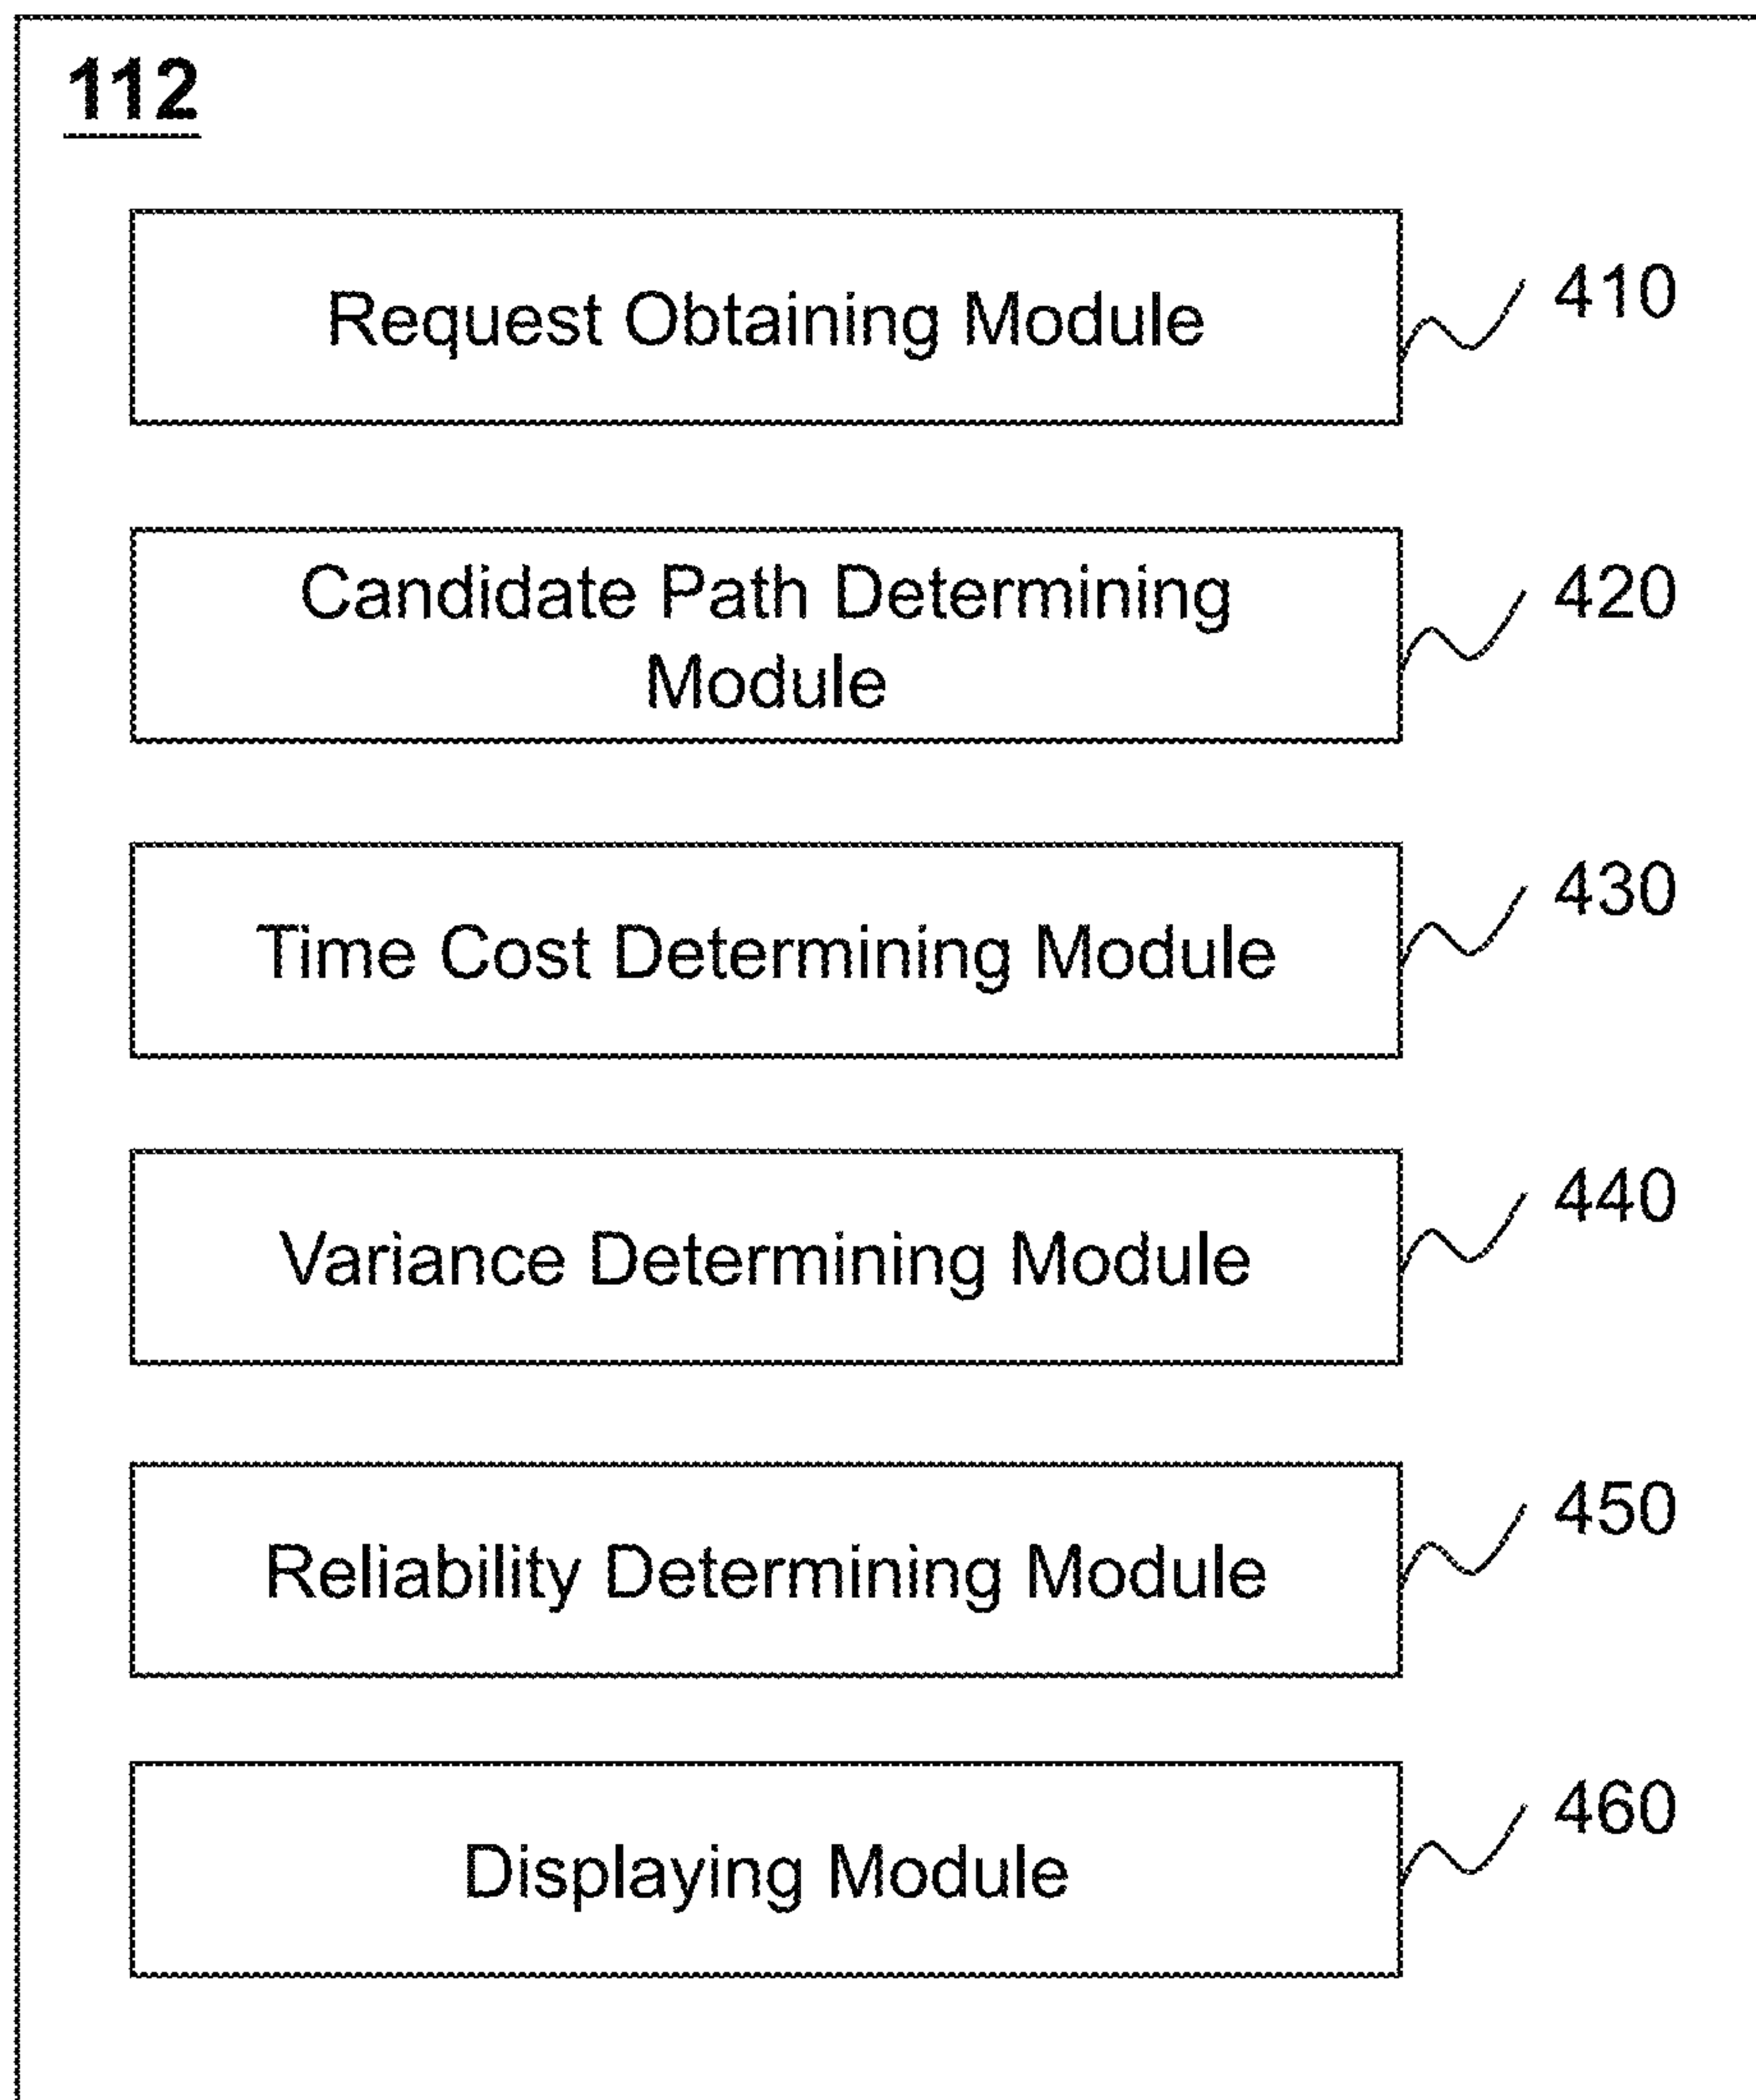 112
Request Obtaining Module
410
Candidate Path Determining
Module
420
Time Cost Determining Module
430
Variance Determining Module
440
Reliability Determining Module
450
Displaying Module
460